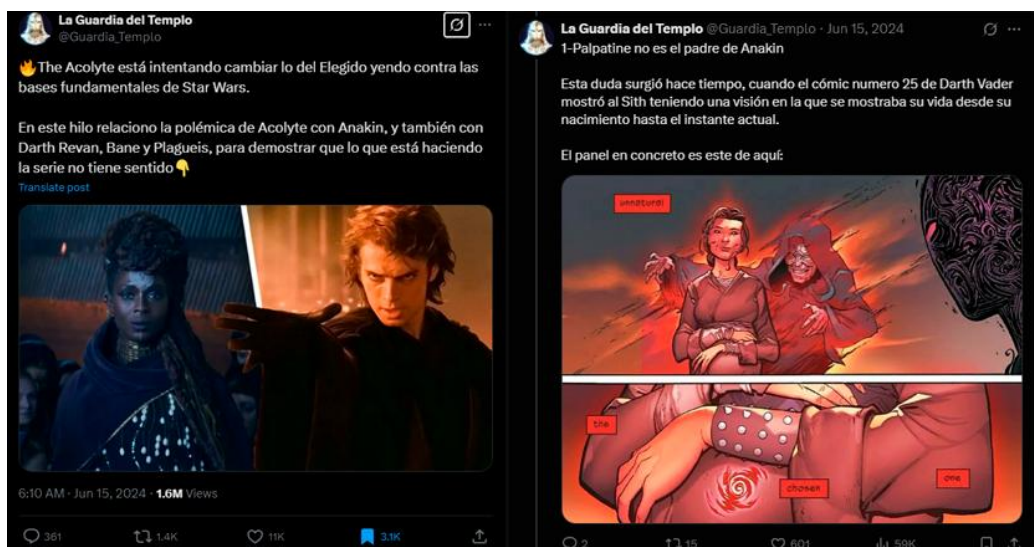 La Guardia del Templo
@Guardia_Templo
🔥The Acolyte está intentando cambiar lo del Elegido yendo contra las
bases fundamentales de Star Wars.
En este hilo relaciono la polémica de Acolyte con Anakin, y también con
Darth Revan, Bane y Plagueis, para demostrar que lo que está haciendo
la serie no tiene sentido👇
Translate post
6:10 AM · Jun 15, 2024 · 1.6M Views
361 1.4K 11K 3.1K
La Guardia del Templo @Guardia_Templo · Jun 15, 2024
1-Palpatine no es el padre de Anakin
Esta duda surgió hace tiempo, cuando el cómic numero 25 de Darth Vader
mostró al Sith teniendo una visión en la que se mostraba su vida desde su
nacimiento hasta el instante actual.
El panel en concreto es este de aquí:
unnatural
the
chosen
one
2 15 601 59K